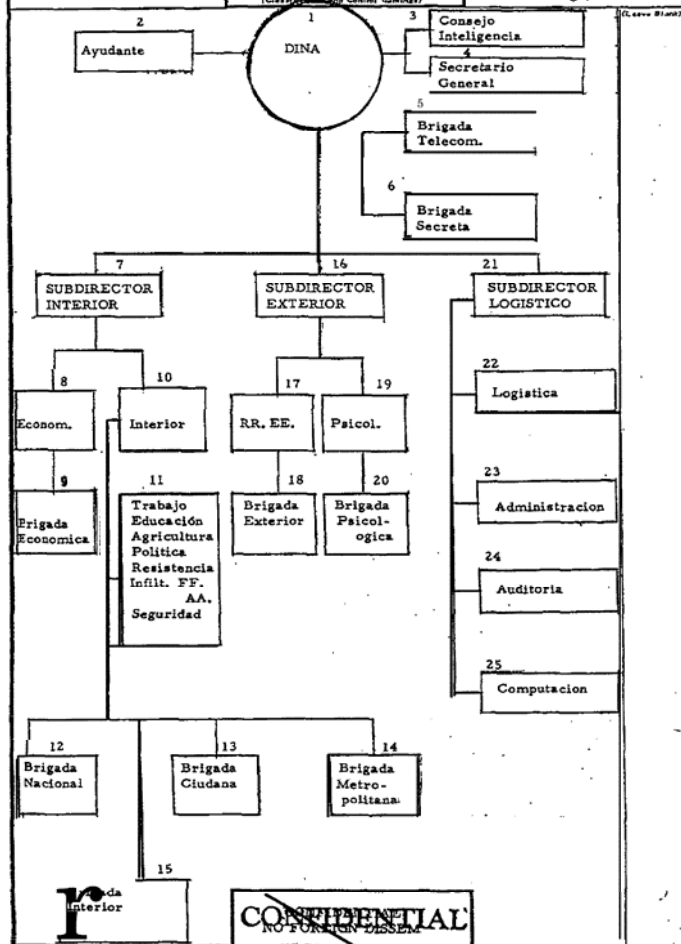 (Leave Blank)
1
DINA
2
Ayudante
3
Consejo
Inteligencia
4
Secretario
General
5
Brigada
Telecom.
6
Brigada
Secreta
7
SUBDIRECTOR
INTERIOR
16
SUBDIRECTOR
EXTERIOR
21
SUBDIRECTOR
LOGISTICO
8
Econom.
10
Interior
17
RR. EE.
19
Psicol.
22
Logistica
9
Brigada
Economica
11
Trabajo
Educación
Agricultura
Politica
Resistencia
Infilt. FF.
AA.
Seguridad
18
Brigada
Exterior
20
Brigada
Psicol-
ogica
23
Administracion
24
Auditoria
25
Computacion
12
Brigada
Nacional
13
Brigada
Ciudana
14
Brigada
Metro-
politana
15
Interior
r
CONFIDENTIAL
NO FOREIGN DISSEM